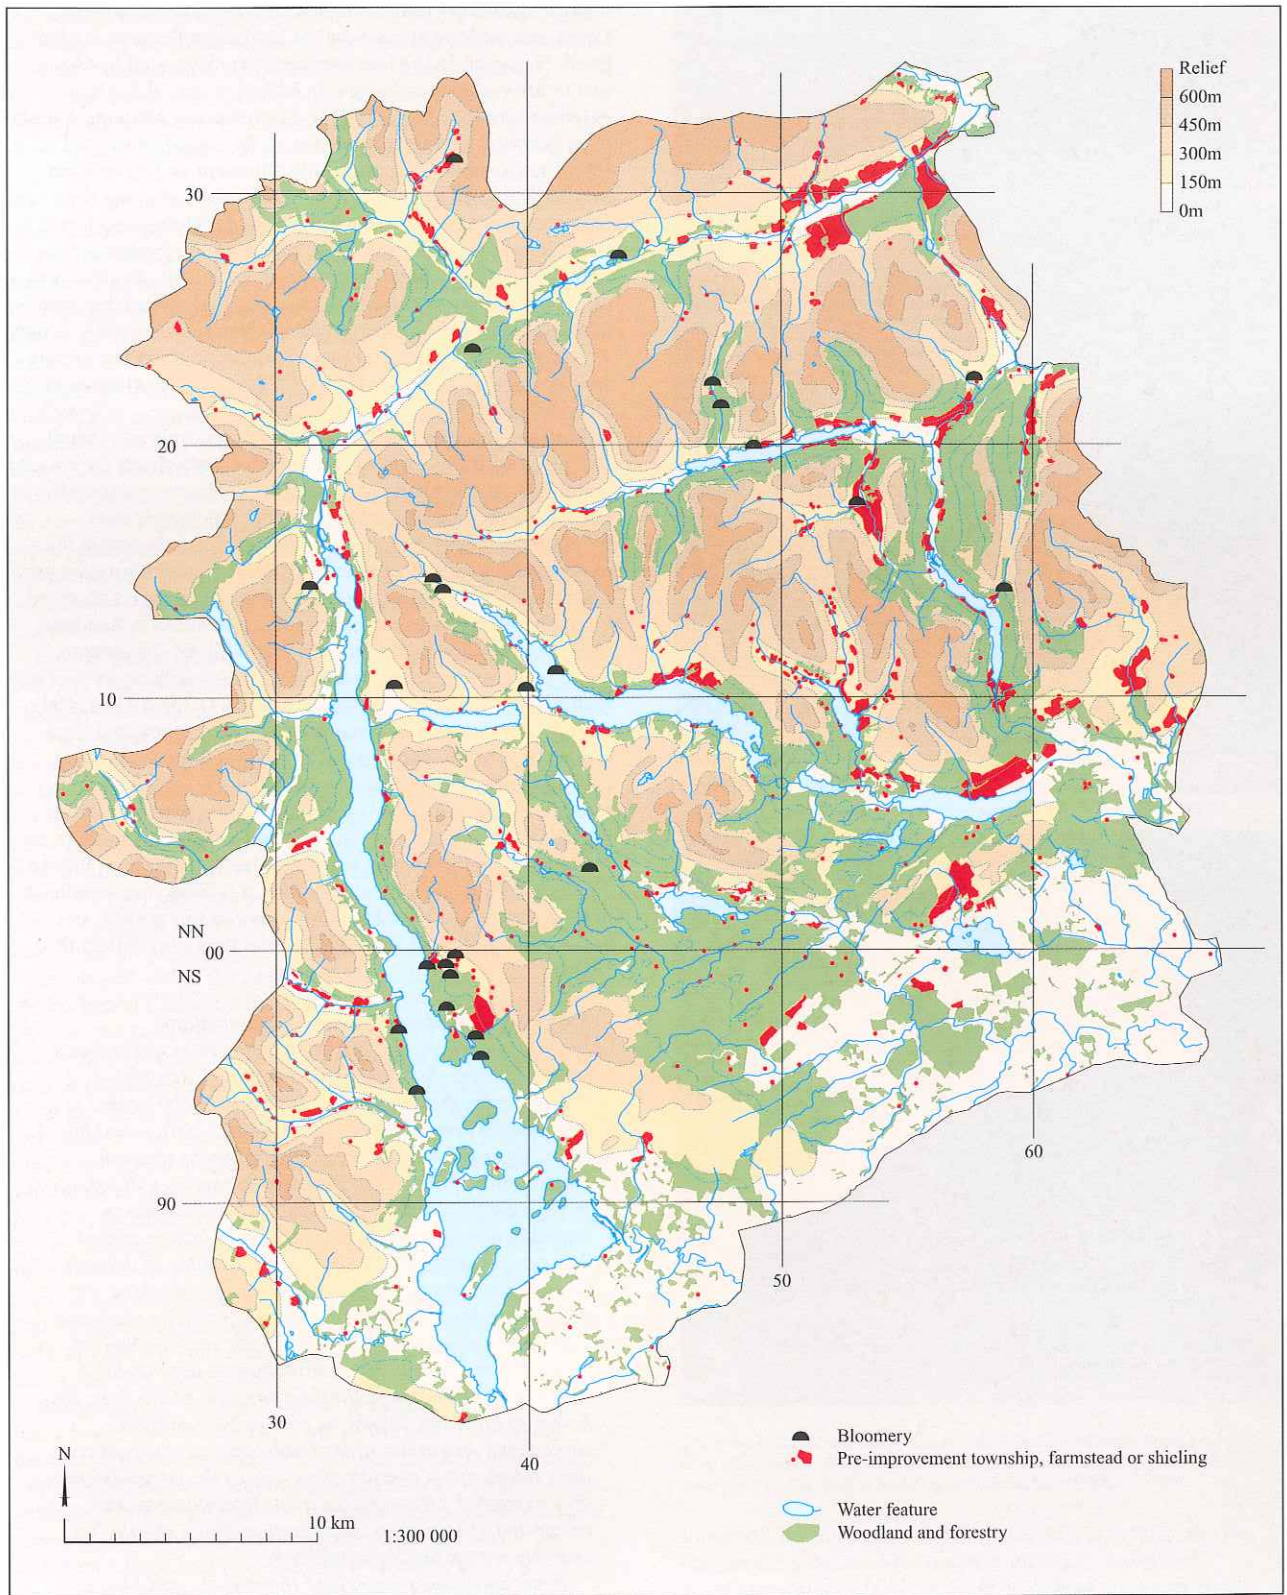 Relief
600m
450m
300m
150m
0m
30
20
10
NN
00
NS
60
90
50
30
40
N
10 km
1:300 000
Bloomery
Pre-improvement township, farmstead or shieling
Water feature
Woodland and forestry